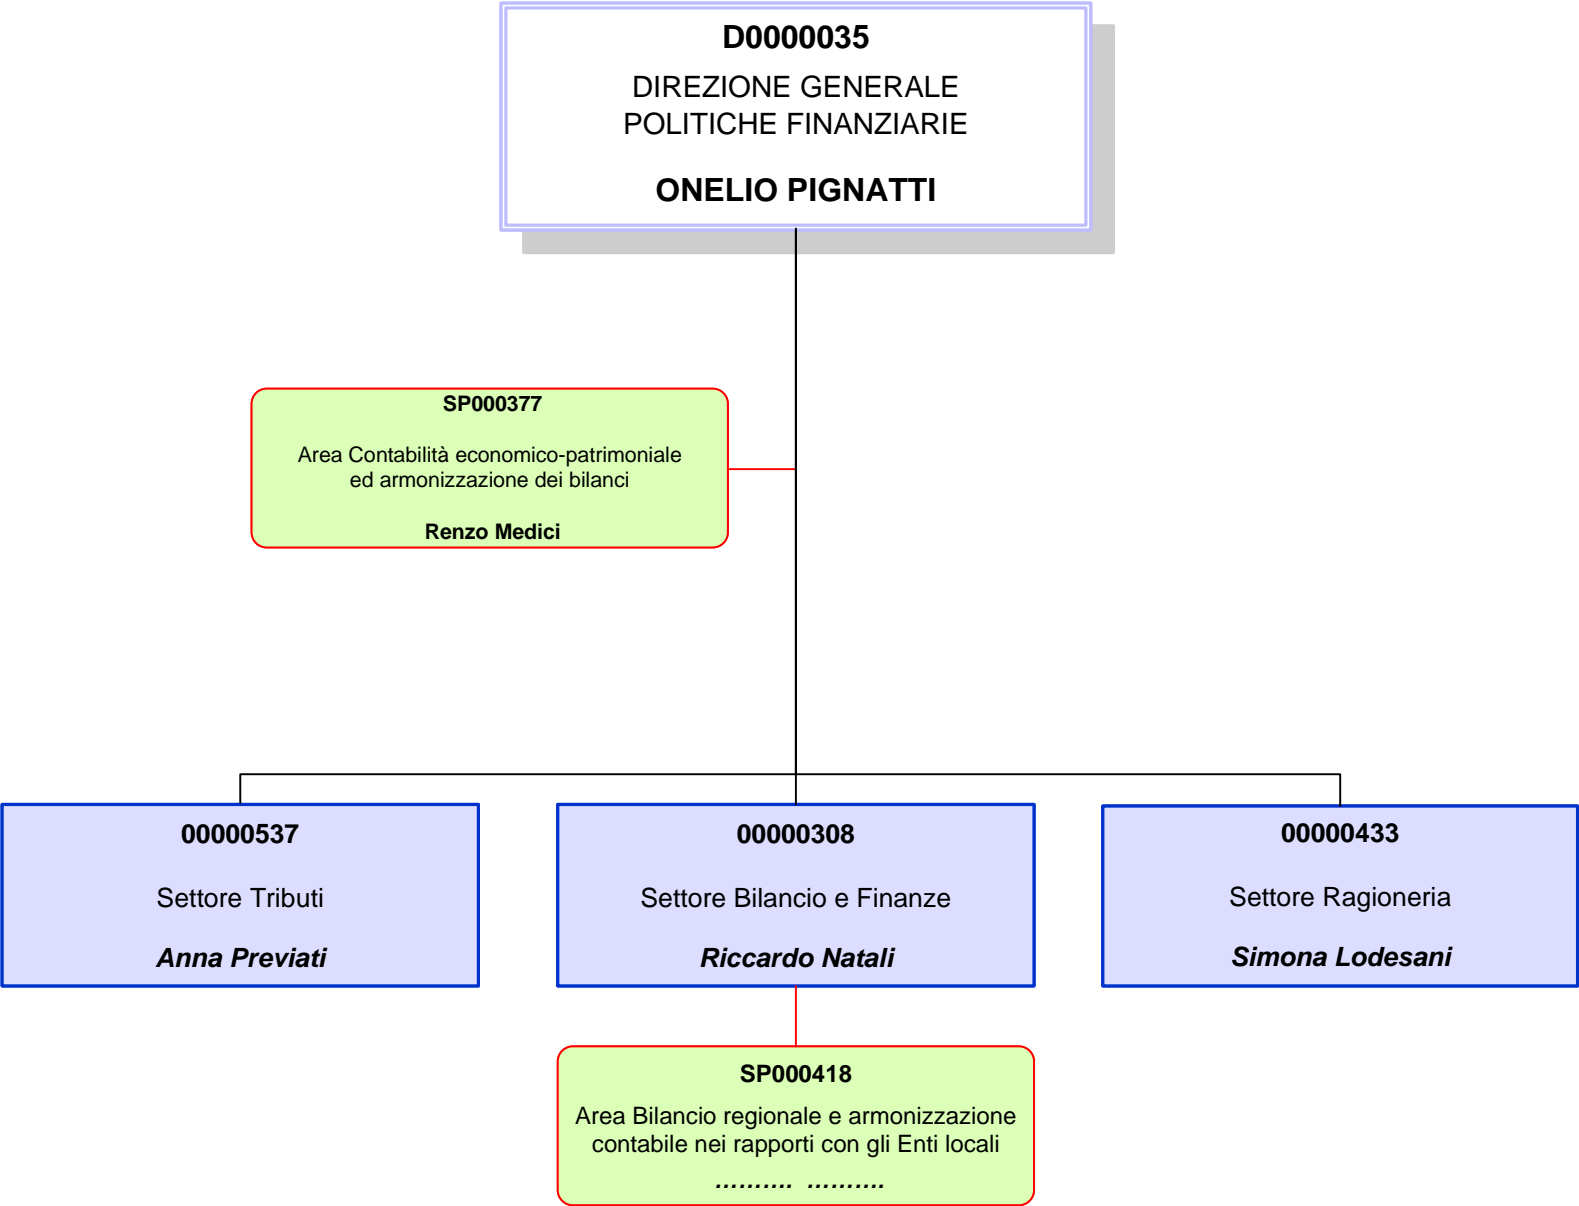 D0000035
DIREZIONE GENERALE
POLITICHE FINANZIARIE
ONELIO PIGNATTI
SP000377
Area Contabilità economico-patrimoniale
ed armonizzazione dei bilanci
Renzo Medici
00000537
Settore Tributi
Anna Previati
00000308
Settore Bilancio e Finanze
Riccardo Natali
00000433
Settore Ragioneria
Simona Lodesani
SP000418
Area Bilancio regionale e armonizzazione
contabile nei rapporti con gli Enti locali
………. ……….